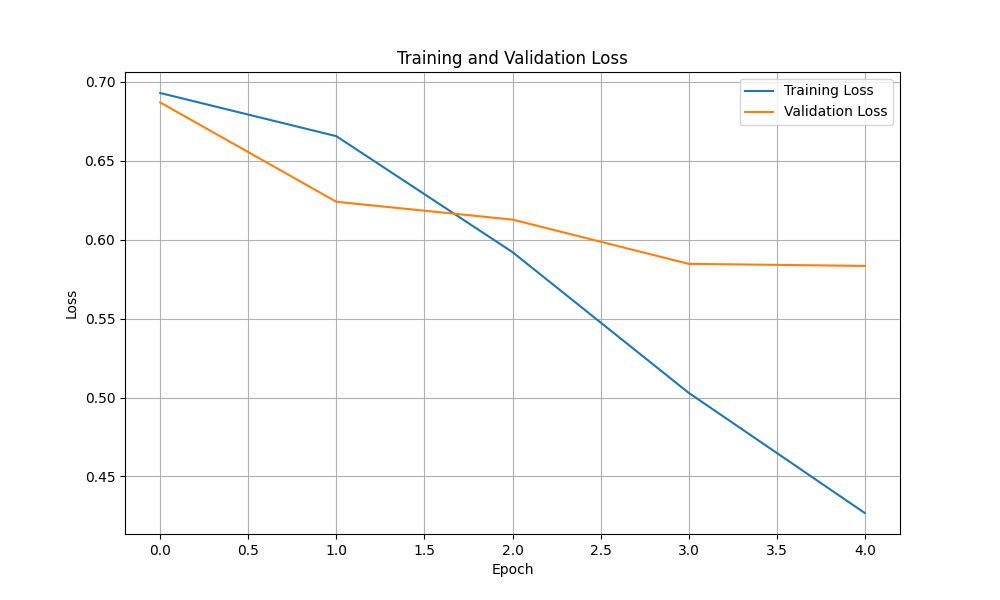 Training and Validation Loss
Training Loss
Validation Loss
0.70
0.65
0.60
0.55
0.50
0.45
Loss
0.0 0.5 1.0 1.5 2.0 2.5 3.0 3.5 4.0
Epoch